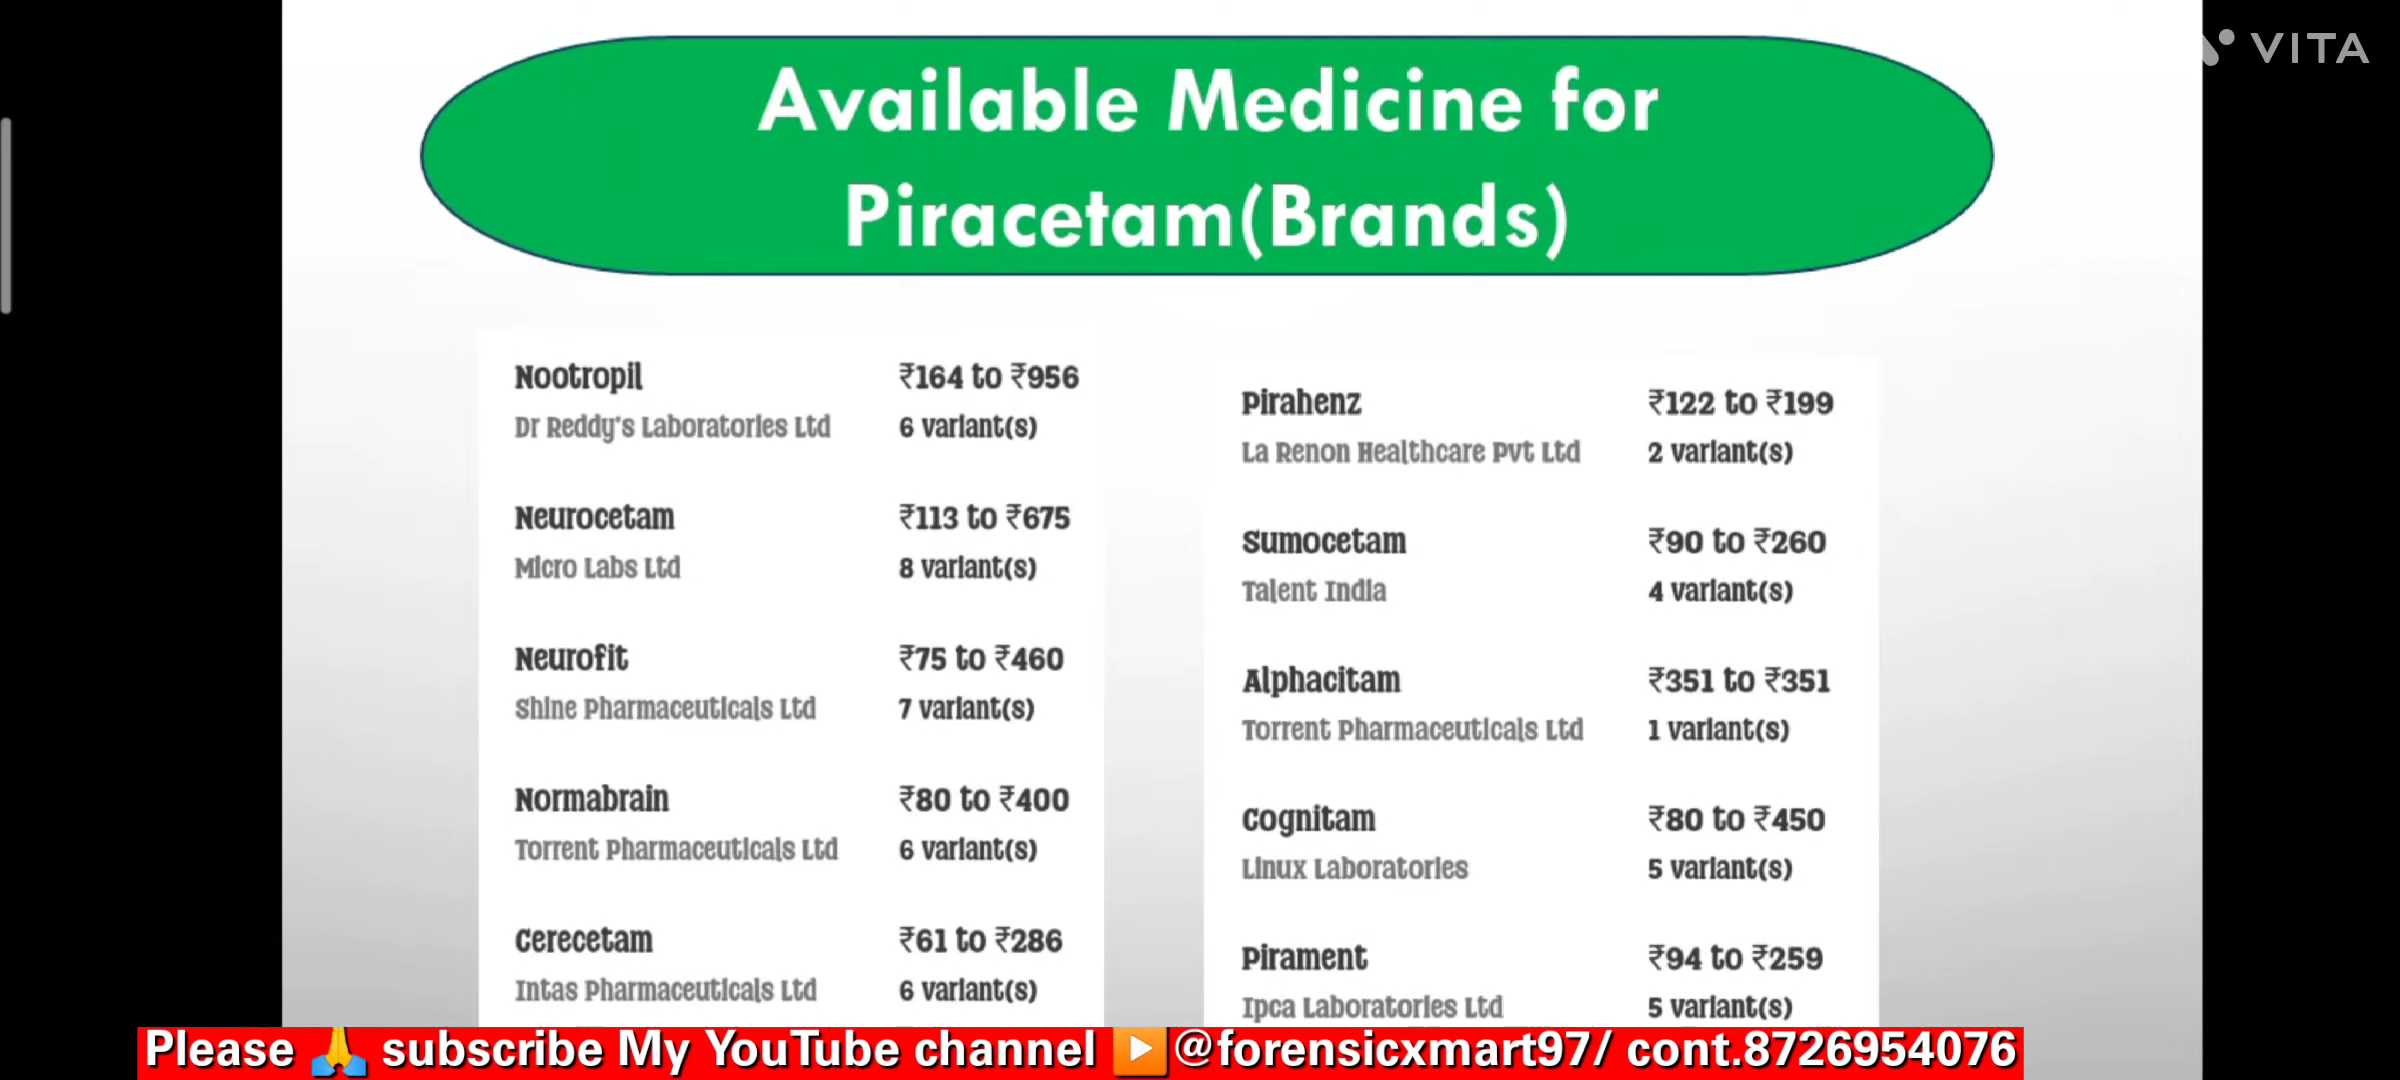 VITA
Available Medicine for
Piracetam(Brands)
Nootropil ₹164 to ₹956
Dr Reddy's Laboratories Ltd 6 variant(s)
Neurocetam ₹113 to ₹675
Micro Labs Ltd 8 variant(s)
Neurofit ₹75 to ₹460
Shine Pharmaceuticals Ltd 7 variant(s)
Normabrain ₹80 to ₹400
Torrent Pharmaceuticals Ltd 6 variant(s)
Cerecetam ₹61 to ₹286
Intas Pharmaceuticals Ltd 6 variant(s)
Pirahenz ₹122 to ₹199
La Renon Healthcare Pvt Ltd 2 variant(s)
Sumocetam ₹90 to ₹260
Talent India 4 variant(s)
Alphacitam ₹351 to ₹351
Torrent Pharmaceuticals Ltd 1 variant(s)
Cognitam ₹80 to ₹450
Linux Laboratories 5 variant(s)
Pirament ₹94 to ₹259
Ipca Laboratories Ltd 5 variant(s)
Please 🙏 subscribe My YouTube channel ▶️@forensicxmart97/ cont.8726954076